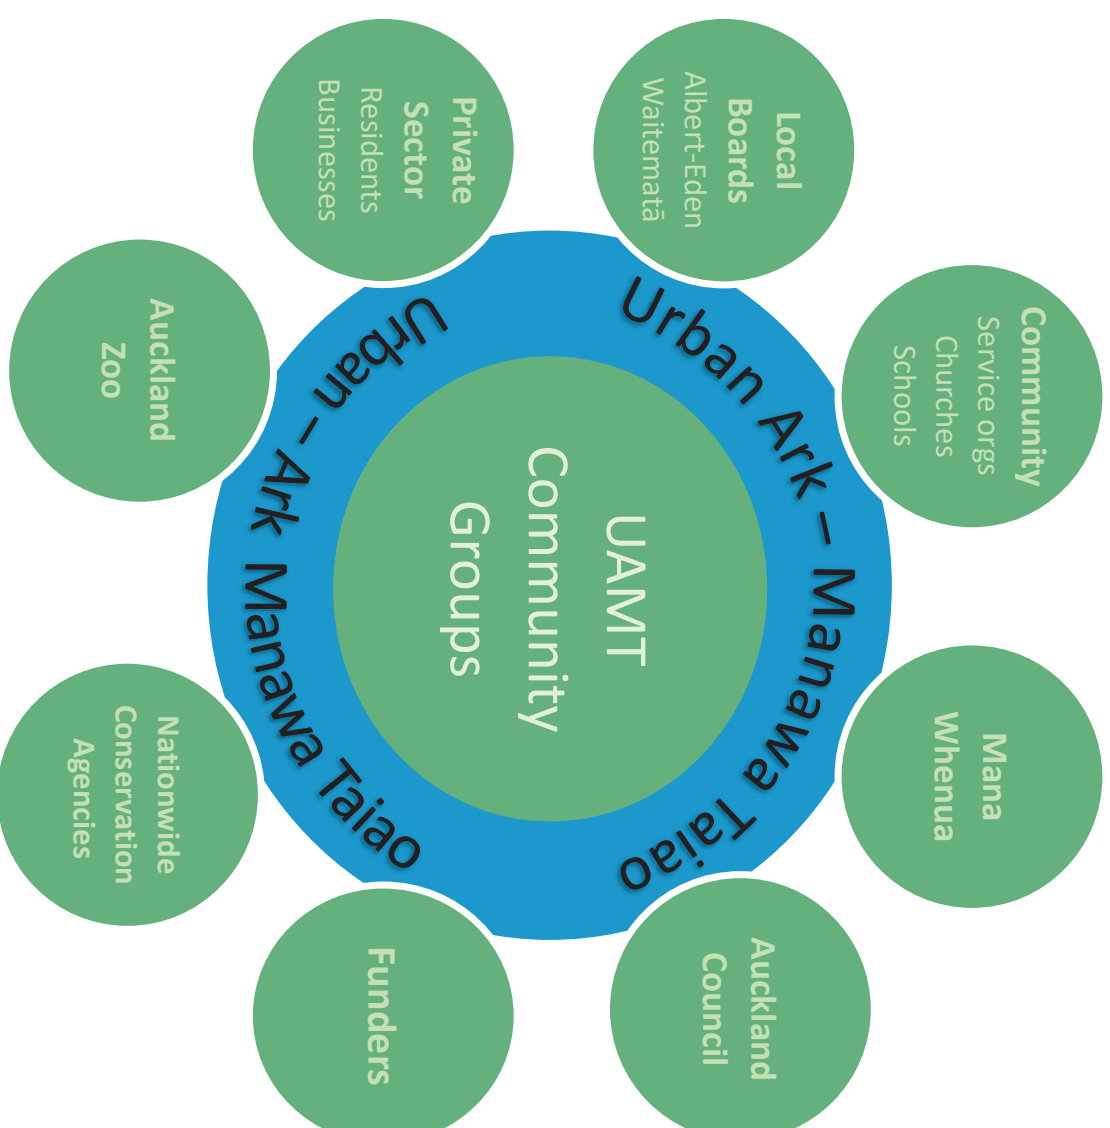 UAMT
Community
Groups
Urban Ark – Manawa Taiao
Urban – Ark Manawa Taiao
Community
Service orgs
Churches
Schools
Mana
Whenua
Auckland
Council
Funders
Nationwide
Conservation
Agencies
Auckland
Zoo
Private
Sector
Residents
Businesses
Local
Boards
Albert-Eden
Waitematā